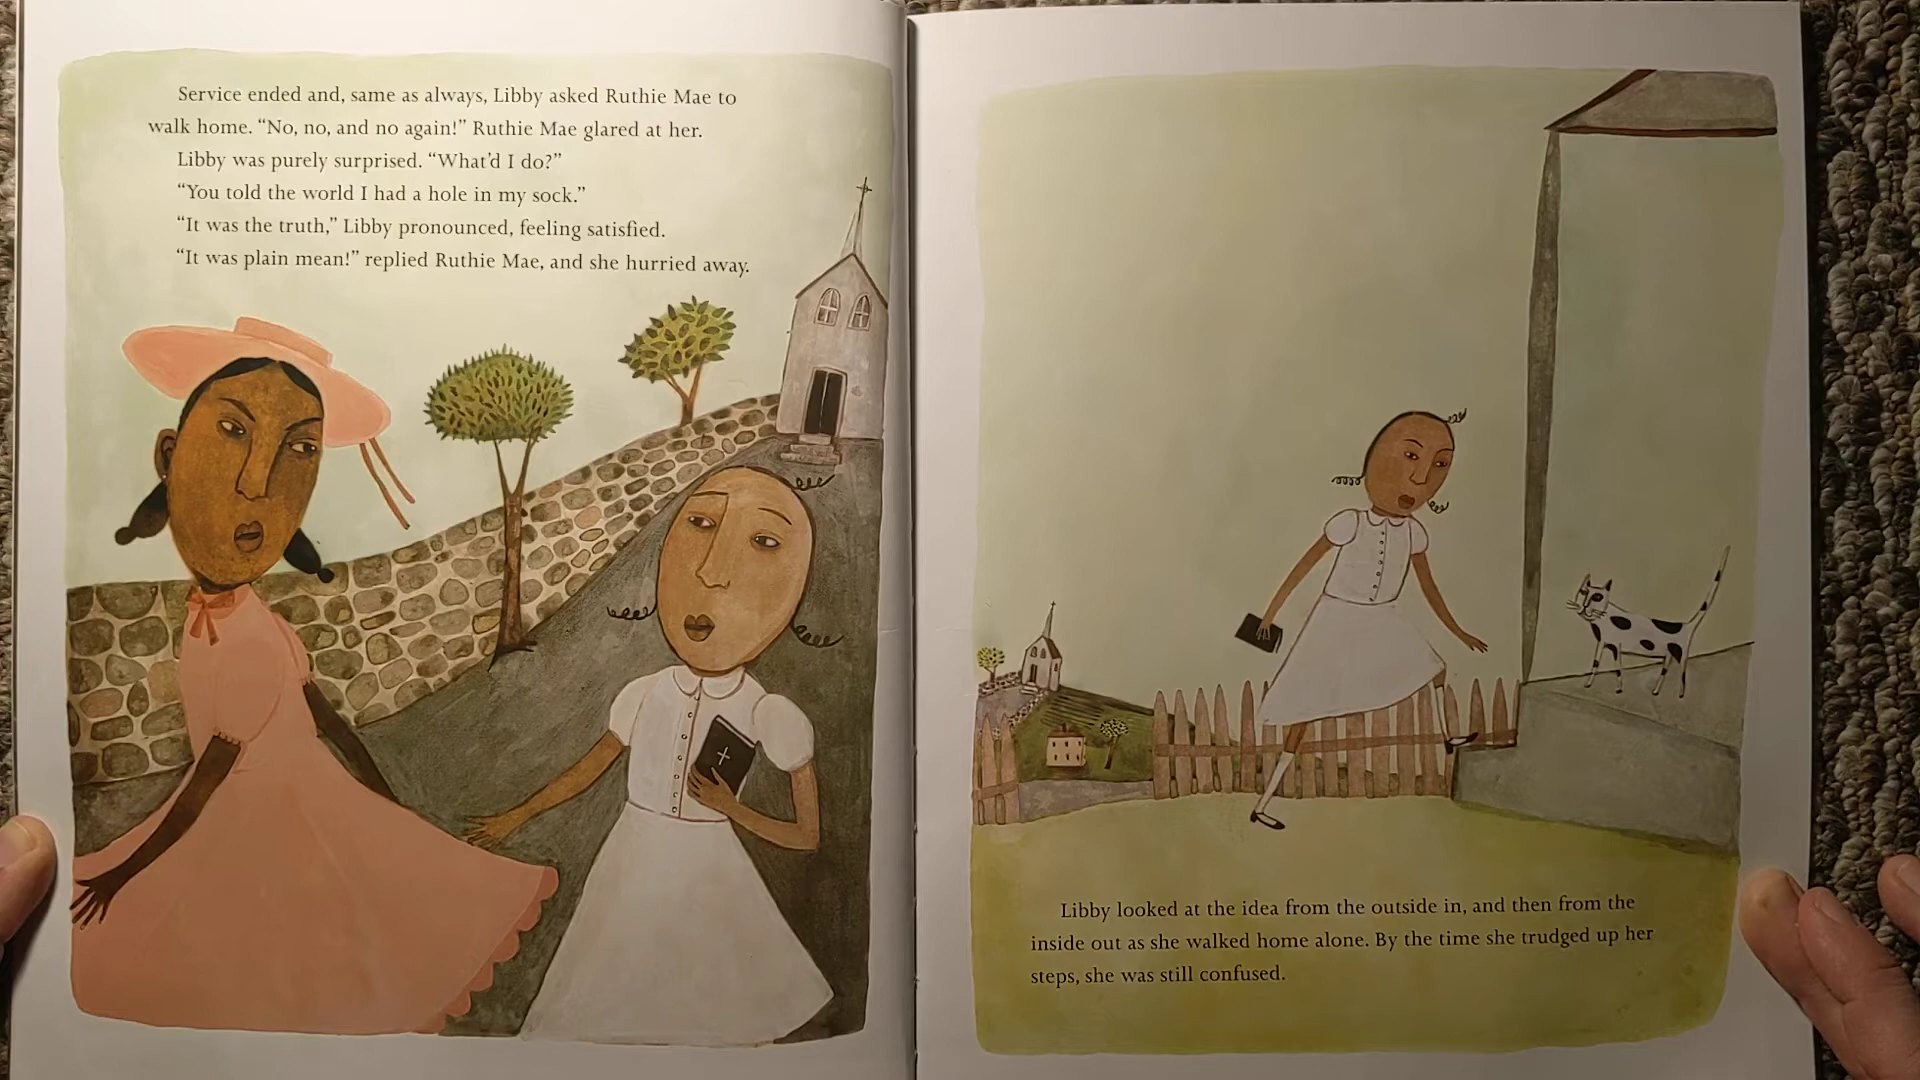 Service ended and, same as always, Libby asked Ruthie Mae to
walk home. “No, no, and no again!” Ruthie Mae glared at her.
Libby was purely surprised. “What’d I do?”
“You told the world I had a hole in my sock.”
“It was the truth,” Libby pronounced, feeling satisfied.
“It was plain mean!” replied Ruthie Mae, and she hurried away.
Libby looked at the idea from the outside in, and then from the
inside out as she walked home alone. By the time she trudged up her
steps, she was still confused.